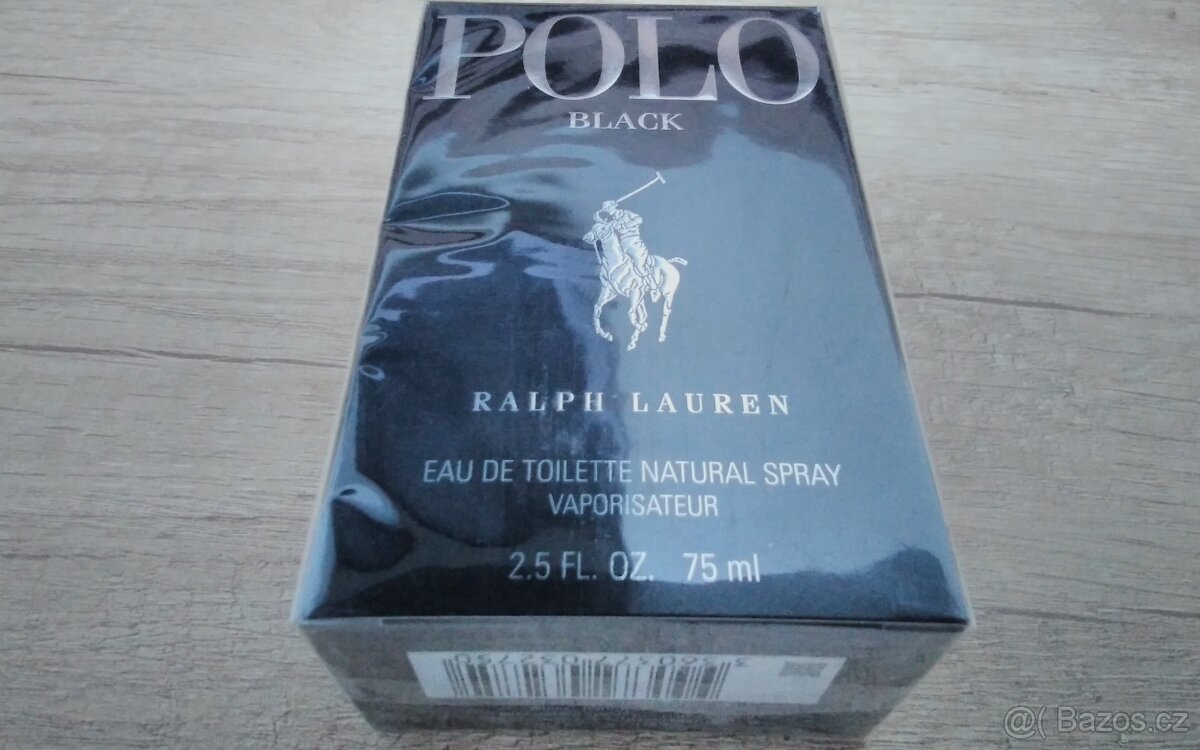 POLO
BLACK
RALPH LAUREN
EAU DE TOILETTE NATURAL SPRAY
VAPORISATEUR
2.5 FL. OZ. 75 ml
@( Bazos.cz